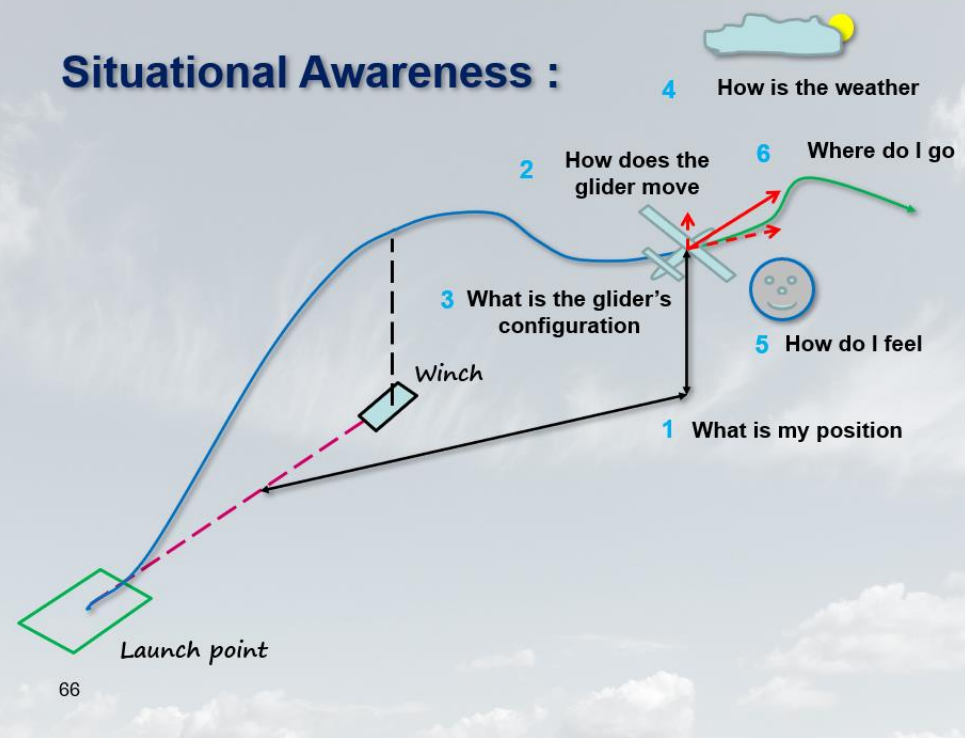 Situational Awareness :
4 How is the weather
6 Where do I go
2 How does the
glider move
3 What is the glider's
configuration
5 How do I feel
Winch
1 What is my position
Launch point
66